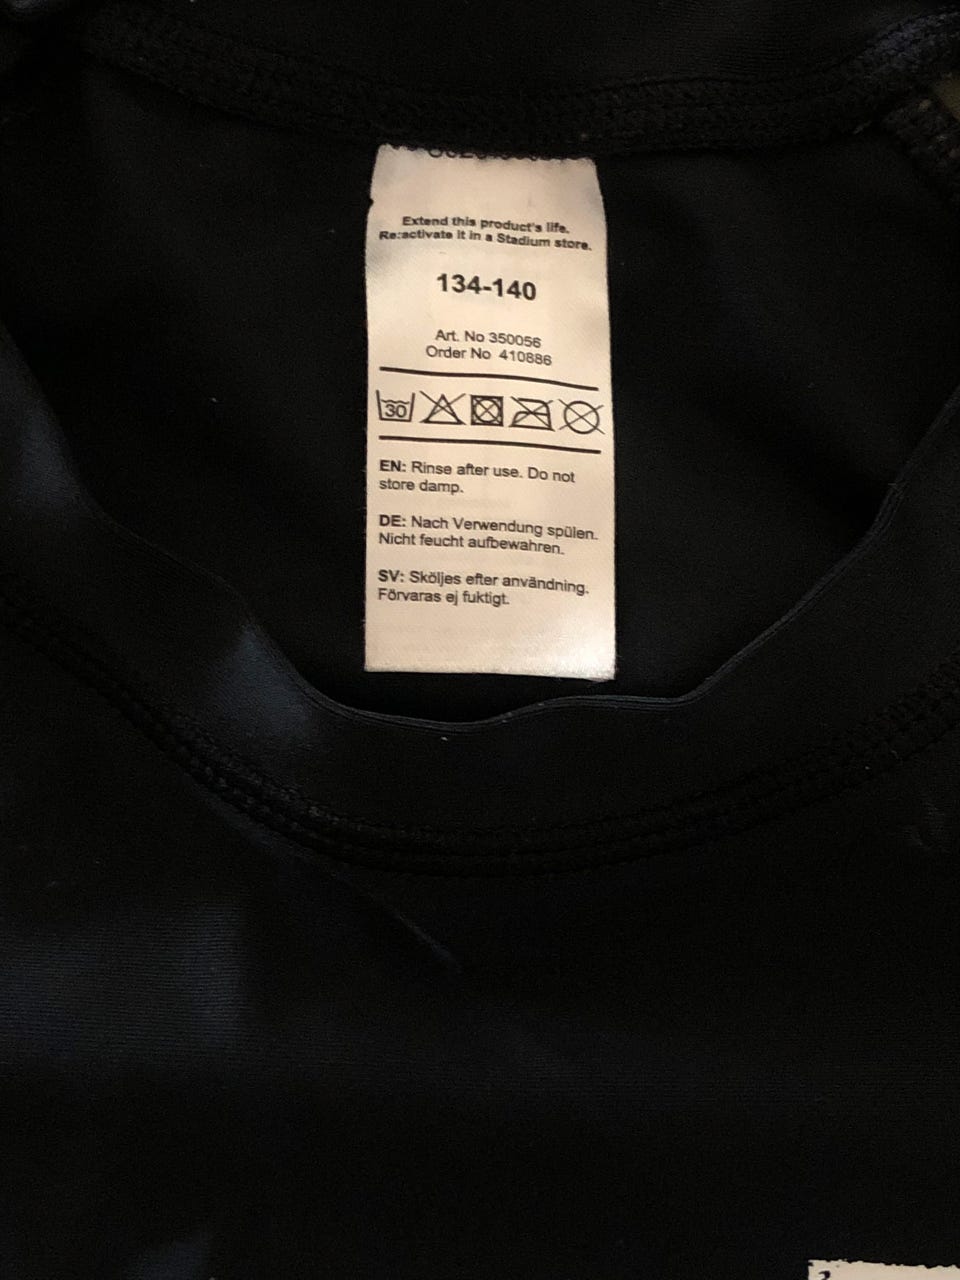 Extend this product's life.
Re:activate it in a Stadium store.
134-140
Art. No 350056
Order No 410886
30
EN: Rinse after use. Do not
store damp.
DE: Nach Verwendung spülen.
Nicht feucht aufbewahren.
SV: Sköljes efter användning.
Förvaras ej fuktigt.